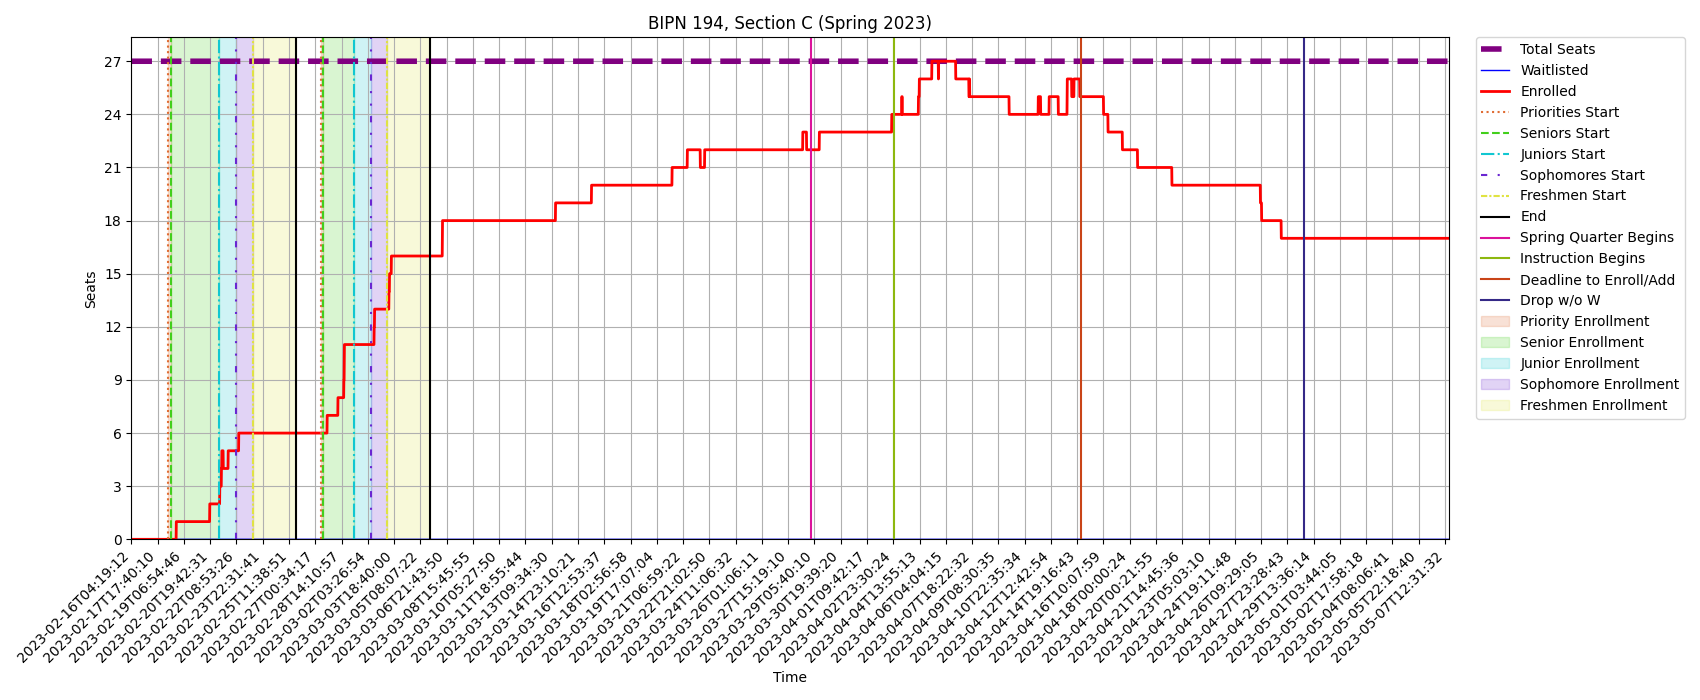 BIPN 194, Section C (Spring 2023)
27
24
21
18
15
12
9
6
3
0
Seats
2023-02-16T04:19:12
2023-02-17T17:40:10
2023-02-19T06:54:46
2023-02-20T19:42:31
2023-02-22T08:53:26
2023-02-23T22:31:41
2023-02-25T11:38:51
2023-02-27T00:34:17
2023-02-28T14:10:57
2023-03-02T03:26:54
2023-03-03T18:40:00
2023-03-05T08:07:22
2023-03-06T21:43:50
2023-03-08T15:45:55
2023-03-10T05:27:50
2023-03-11T18:55:44
2023-03-13T09:34:30
2023-03-14T23:10:21
2023-03-16T12:53:37
2023-03-18T02:56:58
2023-03-19T17:07:04
2023-03-21T06:59:22
2023-03-22T21:02:50
2023-03-24T11:06:32
2023-03-26T01:06:11
2023-03-27T15:19:10
2023-03-29T05:40:10
2023-03-30T19:39:20
2023-04-01T09:42:17
2023-04-02T23:30:24
2023-04-04T13:55:13
2023-04-06T04:04:15
2023-04-07T18:22:32
2023-04-09T08:30:35
2023-04-10T22:35:34
2023-04-12T12:42:54
2023-04-14T19:16:43
2023-04-16T10:07:59
2023-04-18T00:00:24
2023-04-20T00:21:55
2023-04-21T14:45:36
2023-04-23T05:03:10
2023-04-24T19:11:48
2023-04-26T09:29:05
2023-04-27T23:28:43
2023-04-29T13:36:14
2023-05-01T03:44:05
2023-05-02T17:58:18
2023-05-04T08:06:41
2023-05-05T22:18:40
2023-05-07T12:31:32
Time
Total Seats
Waitlisted
Enrolled
Priorities Start
Seniors Start
Juniors Start
Sophomores Start
Freshmen Start
End
Spring Quarter Begins
Instruction Begins
Deadline to Enroll/Add
Drop w/o W
Priority Enrollment
Senior Enrollment
Junior Enrollment
Sophomore Enrollment
Freshmen Enrollment